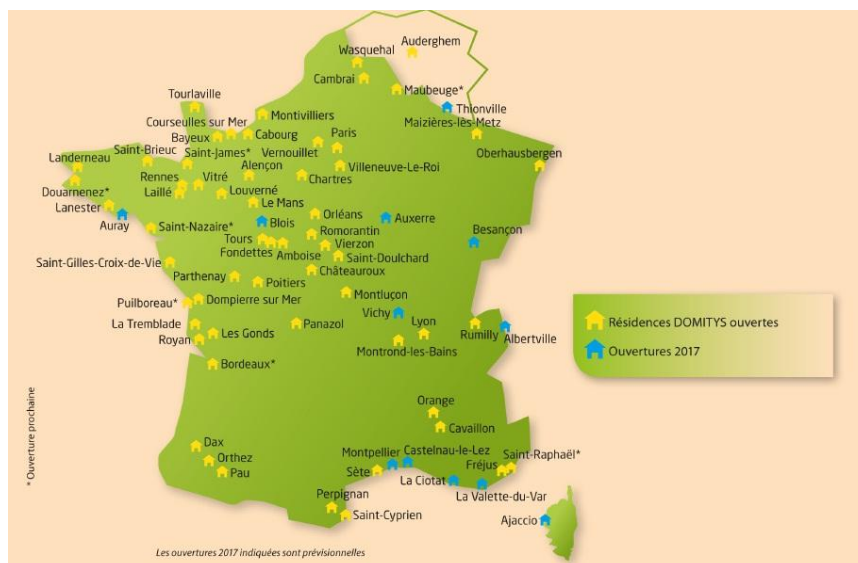 Auderghem
Wasquehal
Cambrai
Maubeuge*
Tourlaville
Thionville
Courseulles sur Mer
Montivilliers
Maizières-lès-Metz
Bayeux
Cabourg
Paris
Saint-Brieuc
Saint-James*
Vernouillet
Oberhausbergen
Landerneau
Alençon
Villeneuve-Le-Roi
Rennes
Vitré
Chartres
Douarnenez*
Laillé
Louverné
Lanester
Le Mans
Auray
Saint-Nazaire*
Blois
Orléans
Auxerre
Besançon
Romorantin
Tours
Vierzon
Fondettes
Amboise
Saint-Doulchard
Saint-Gilles-Croix-de-Vie
Châteauroux
Parthenay
Poitiers
Montluçon
Puilboreau*
Dompierre sur Mer
Vichy
Lyon
La Tremblade
Les Gonds
Panazol
Rumilly
Albertville
Royan
Montrond-les-Bains
Bordeaux*
Résidences DOMITYS ouvertes
Ouvertures 2017
Orange
Cavaillon
Dax
Orthez
Pau
Montpellier
Castelnau-le-Lez
Saint-Raphaël*
Fréjus
Sète
La Ciotat
La Valette-du-Var
Perpignan
Saint-Cyprien
Ajaccio
* Ouverture prochaine
Les ouvertures 2017 indiquées sont prévisionnelles